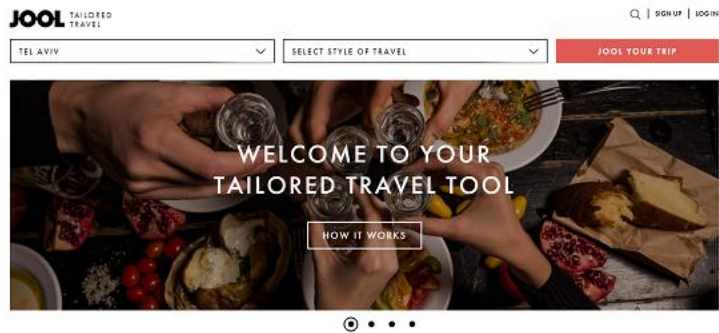 JOOL TAILORED
TRAVEL
SIGN UP | LOG IN
TEL AVIV
SELECT STYLE OF TRAVEL
JOOL YOUR TRIP
WELCOME TO YOUR
TAILORED TRAVEL TOOL
HOW IT WORKS